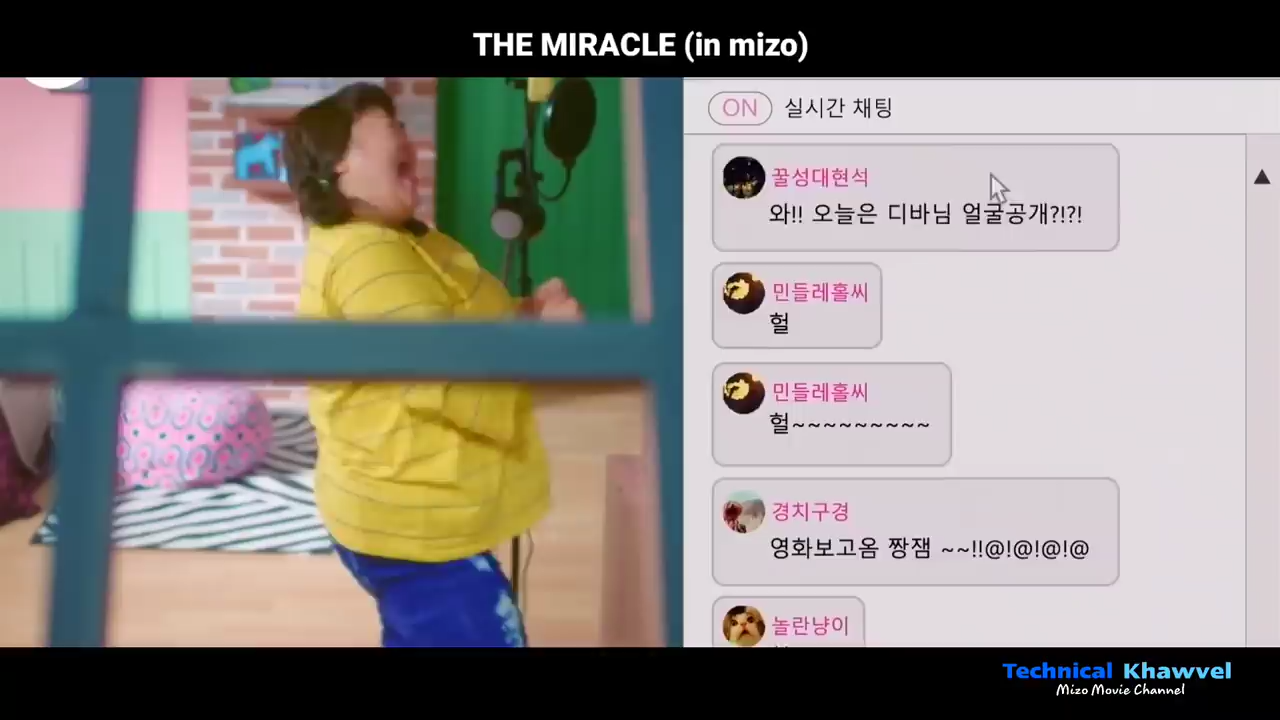 THE MIRACLE (in mizo)
ON 실시간 채팅
꿀성대현석
와!! 오늘은 디바님 얼굴공개?!?!
민들레홀씨
헐
민들레홀씨
헐~~~~~~~~~
경치구경
영화보고옴 짱잼 ~~!!@!@!@!@
놀란냥이
Technical Khawvel
Mizo Movie Channel